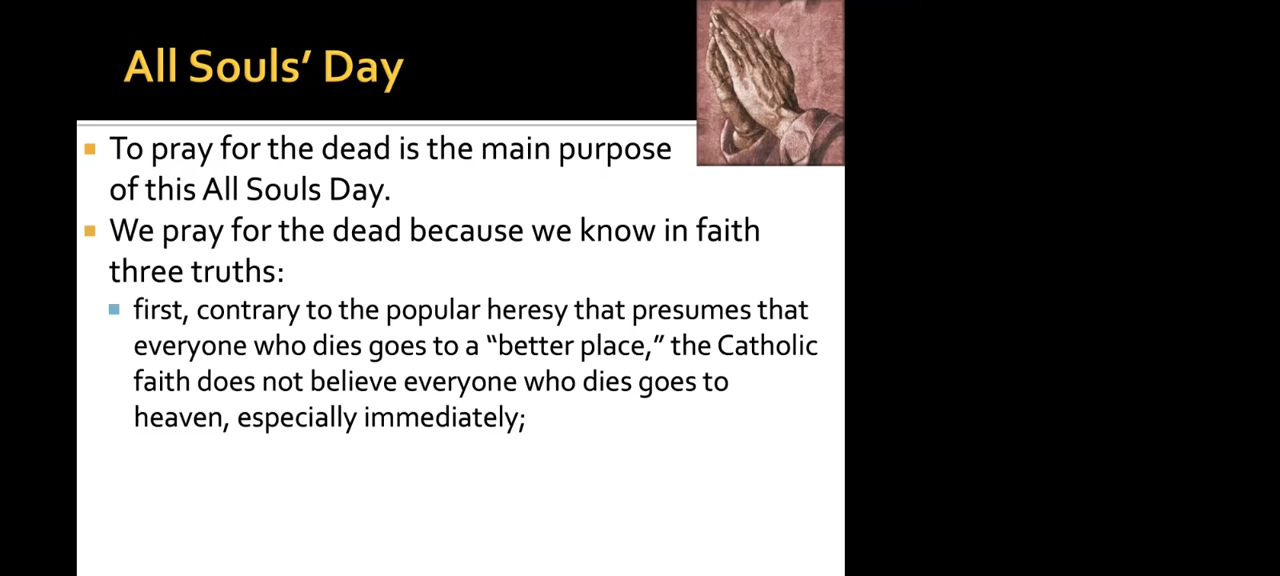 All Souls’ Day
To pray for the dead is the main purpose
of this All Souls Day.
We pray for the dead because we know in faith
three truths:
first, contrary to the popular heresy that presumes that
everyone who dies goes to a “better place,” the Catholic
faith does not believe everyone who dies goes to
heaven, especially immediately;